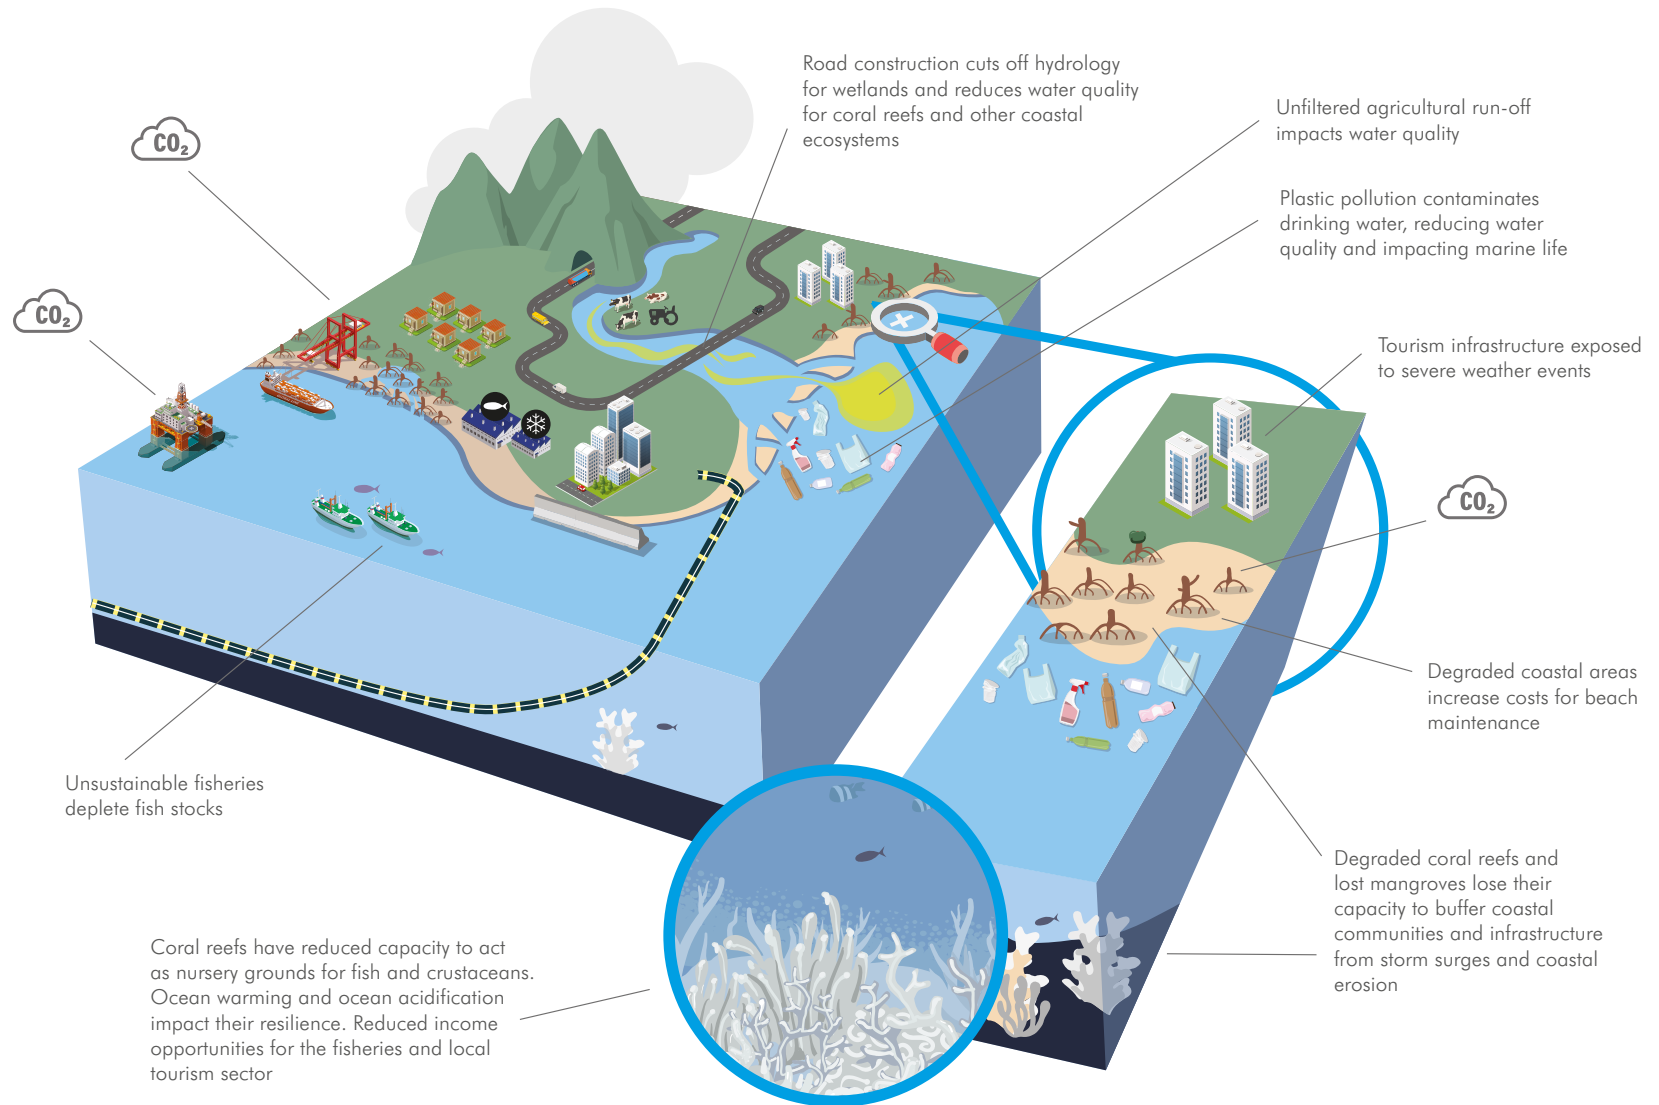 Road construction cuts off hydrology
for wetlands and reduces water quality
for coral reefs and other coastal
ecosystems
Unfiltered agricultural run-off
impacts water quality
CO₂
Plastic pollution contaminates
drinking water, reducing water
quality and impacting marine life
CO₂
Tourism infrastructure exposed
to severe weather events
CO₂
Degraded coastal areas
increase costs for beach
maintenance
Unsustainable fisheries
deplete fish stocks
Degraded coral reefs and
lost mangroves lose their
capacity to buffer coastal
communities and infrastructure
from storm surges and coastal
erosion
Coral reefs have reduced capacity to act
as nursery grounds for fish and crustaceans.
Ocean warming and ocean acidification
impact their resilience. Reduced income
opportunities for the fisheries and local
tourism sector